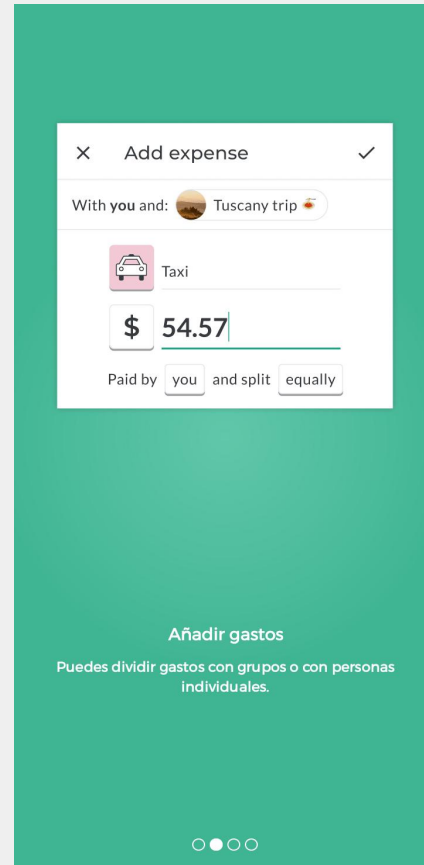 Add expense
With you and: Tuscany trip
Taxi
$ 54.57
Paid by you and split equally
Añadir gastos
Puedes dividir gastos con grupos o con personas
individuales.